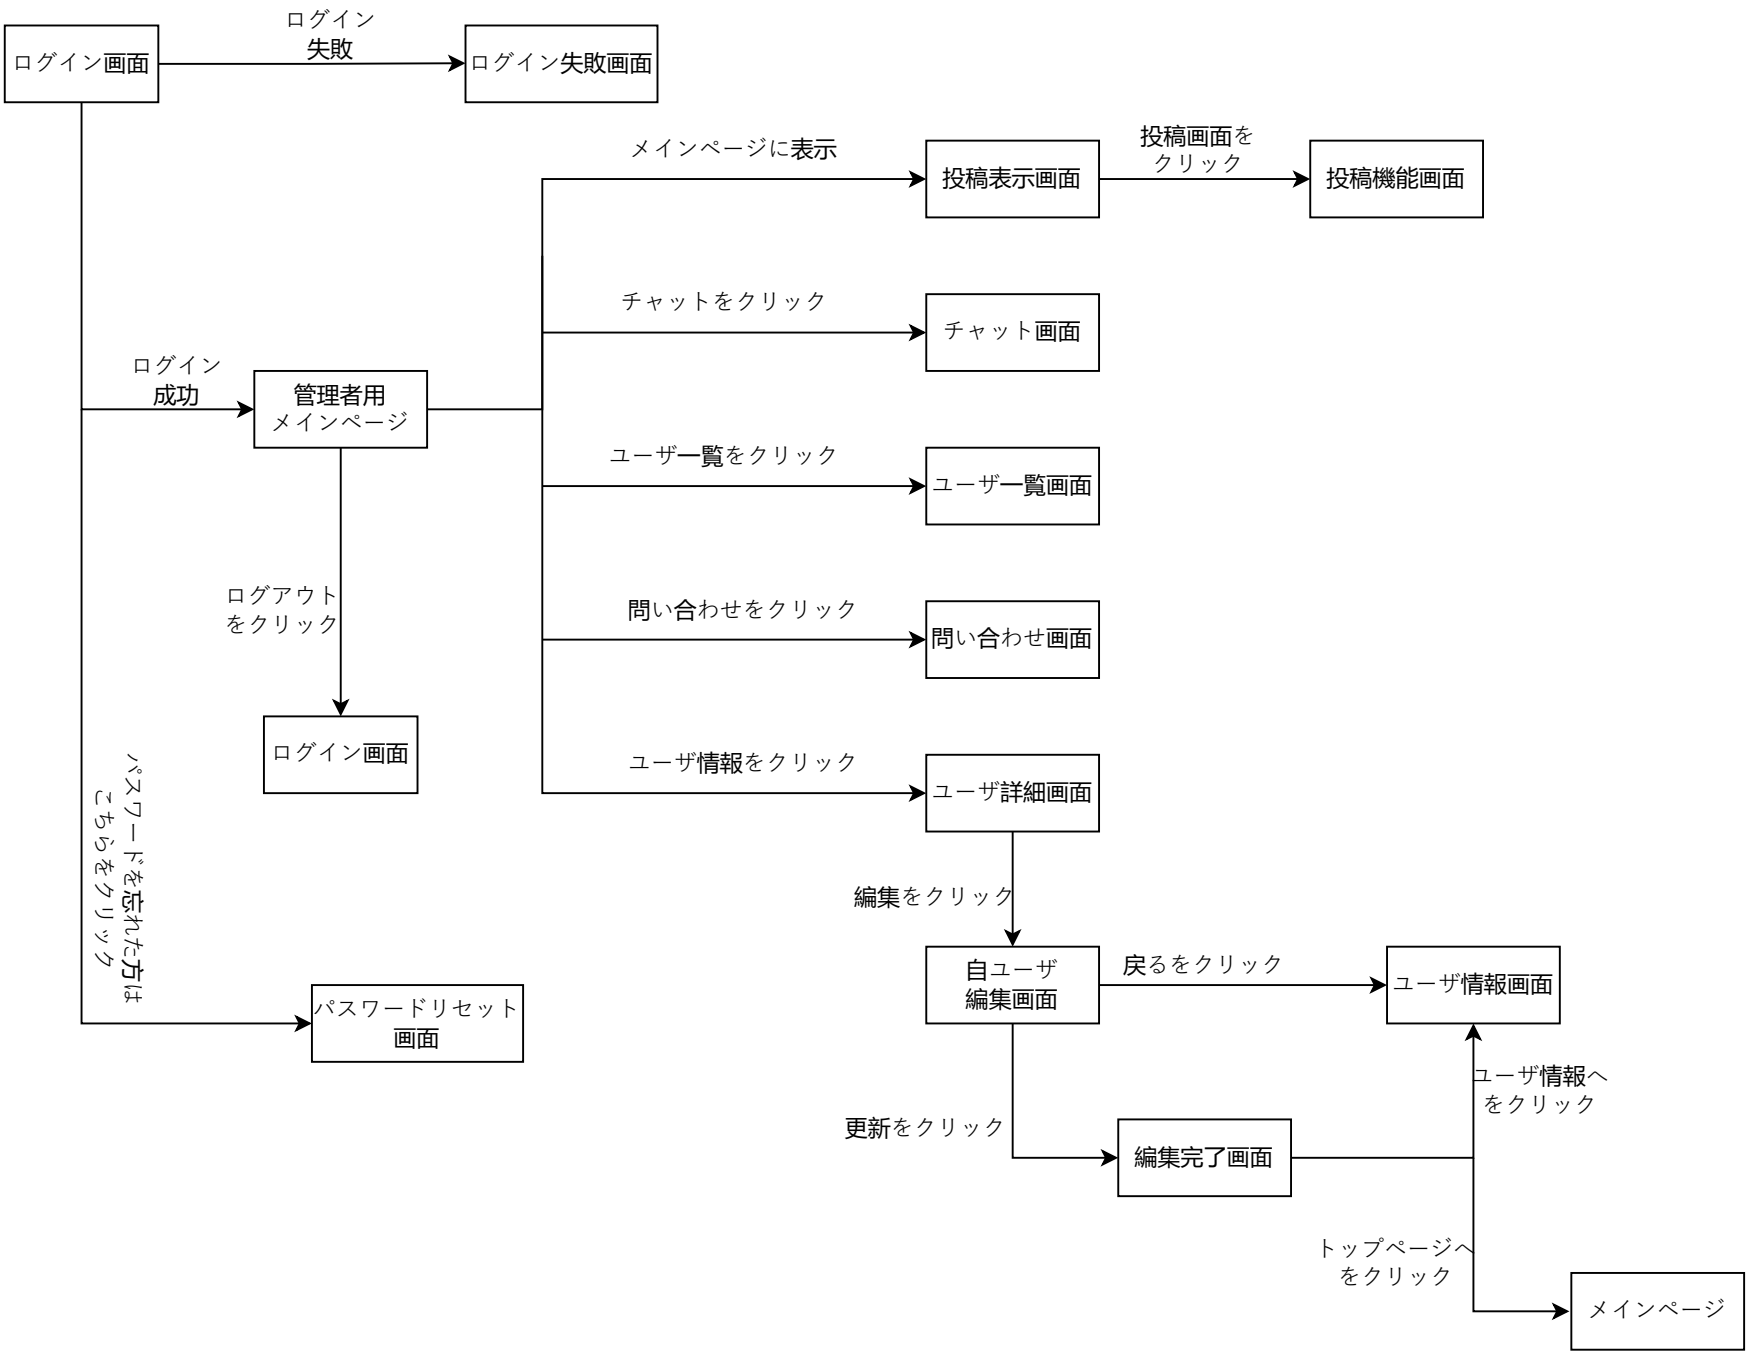 ログイン
失敗
ログイン画面
ログイン失敗画面
メインページに表示
投稿画面を
クリック
投稿表示画面
投稿機能画面
チャットをクリック
チャット画面
ログイン
成功
管理者用
メインページ
ユーザ一覧をクリック
ユーザ一覧画面
ログアウト
をクリック
問い合わせをクリック
問い合わせ画面
ログイン画面
ユーザ情報をクリック
ユーザ詳細画面
パスワードを忘れた方は
こちらをクリック
編集をクリック
自ユーザ
編集画面
戻るをクリック
ユーザ情報画面
パスワードリセット
画面
ユーザ情報へ
をクリック
更新をクリック
編集完了画面
トップページへ
をクリック
メインページ